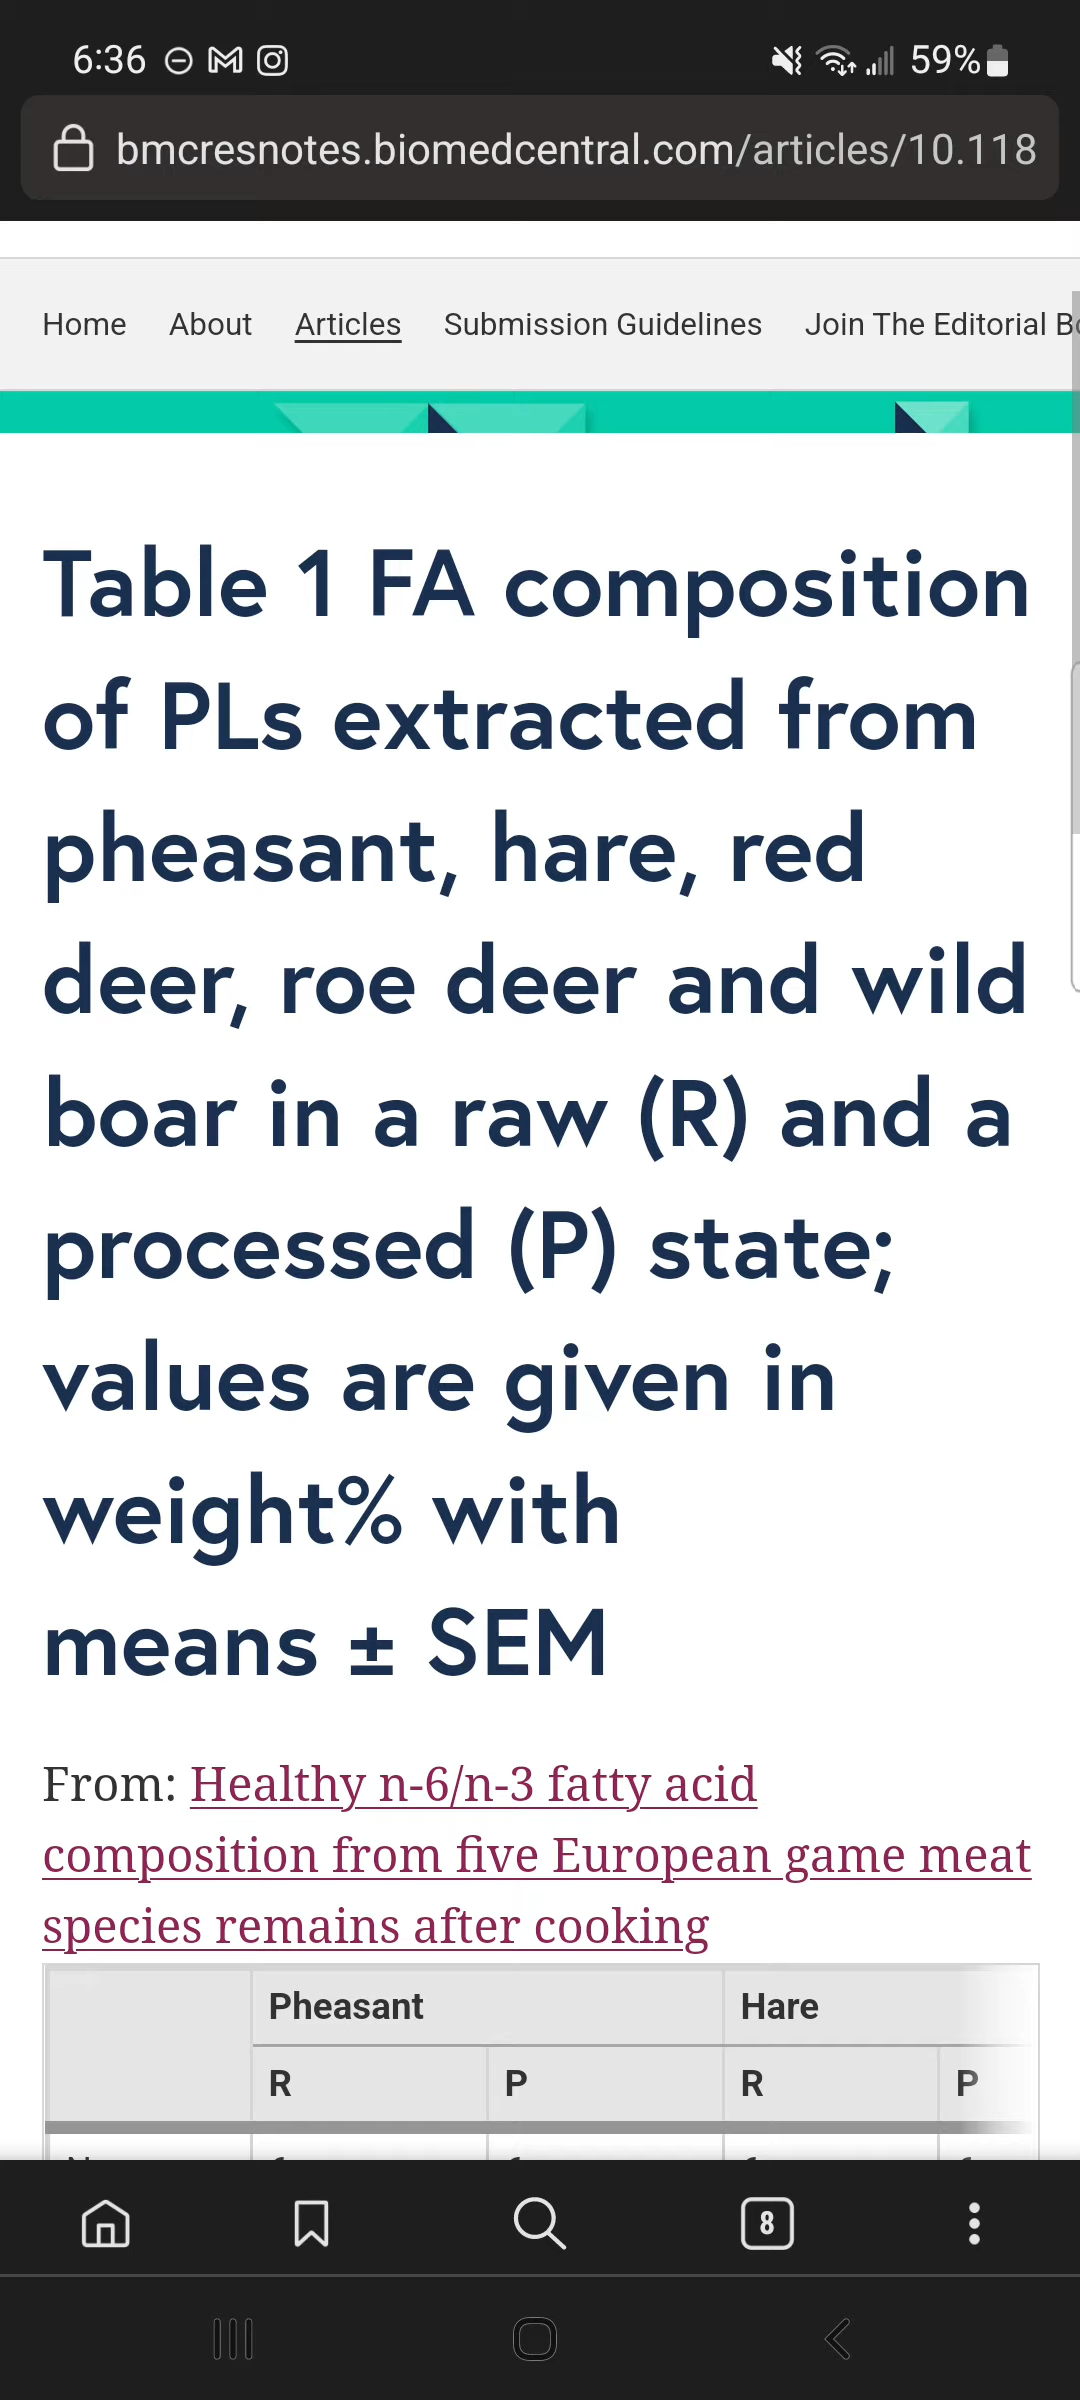 6:36 59%
bmcresnotes.biomedcentral.com/articles/10.118
Home About Articles Submission Guidelines Join The Editorial
Table 1 FA composition
of PLs extracted from
pheasant, hare, red
deer, roe deer and wild
boar in a raw (R) and a
processed (P) state;
values are given in
weight% with
means ± SEM
From: Healthy n-6/n-3 fatty acid
composition from five European game meat
species remains after cooking
Pheasant Hare
R P R P
8